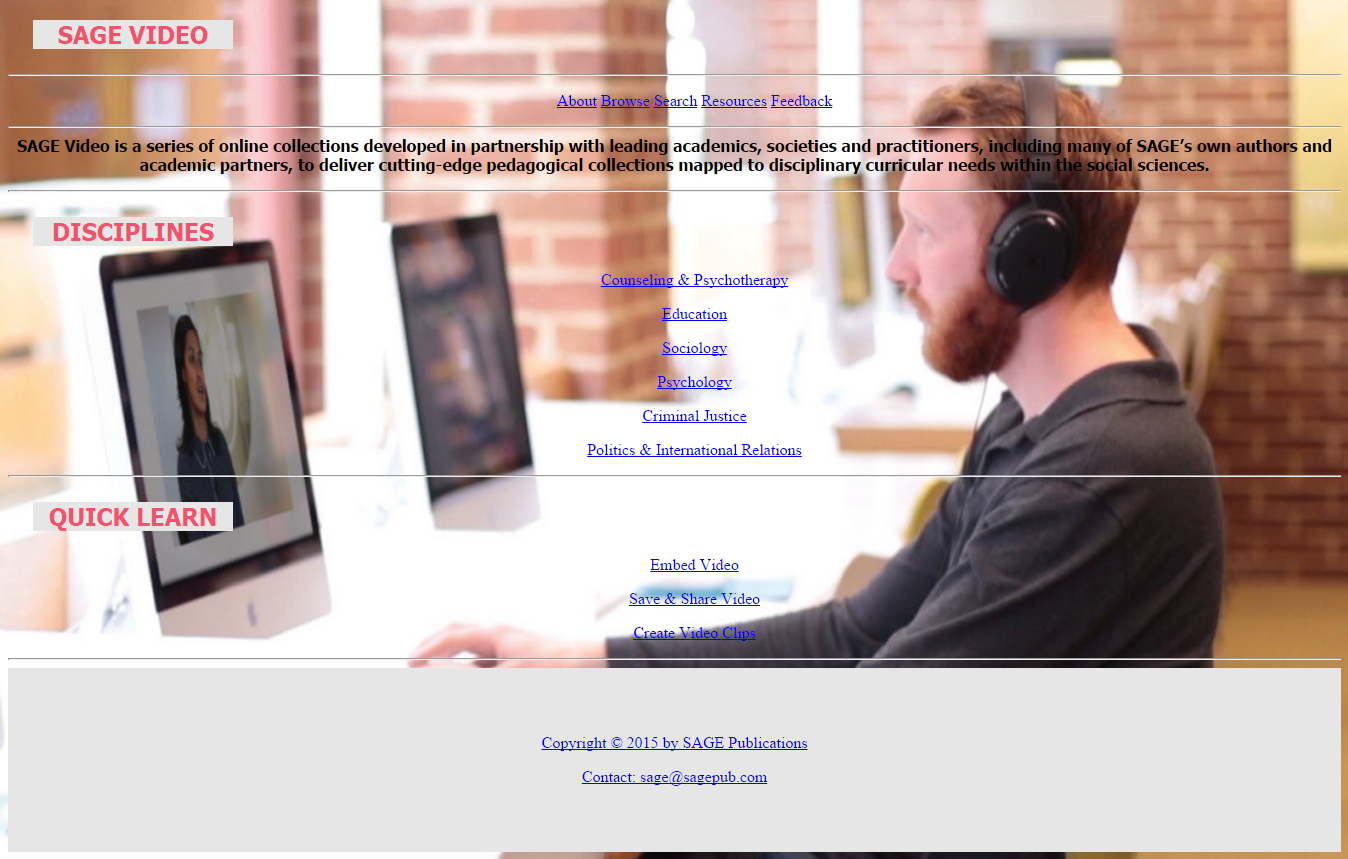 SAGE VIDEO
About Browse Search Resources Feedback
SAGE Video is a series of online collections developed in partnership with leading academics, societies and practitioners, including many of SAGE’s own authors and
academic partners, to deliver cutting-edge pedagogical collections mapped to disciplinary curricular needs within the social sciences.
DISCIPLINES
Counseling & Psychotherapy
Education
Sociology
Psychology
Criminal Justice
Politics & International Relations
QUICK LEARN
Embed Video
Save & Share Video
Create Video Clips
Copyright © 2015 by SAGE Publications
Contact: sage@sagepub.com